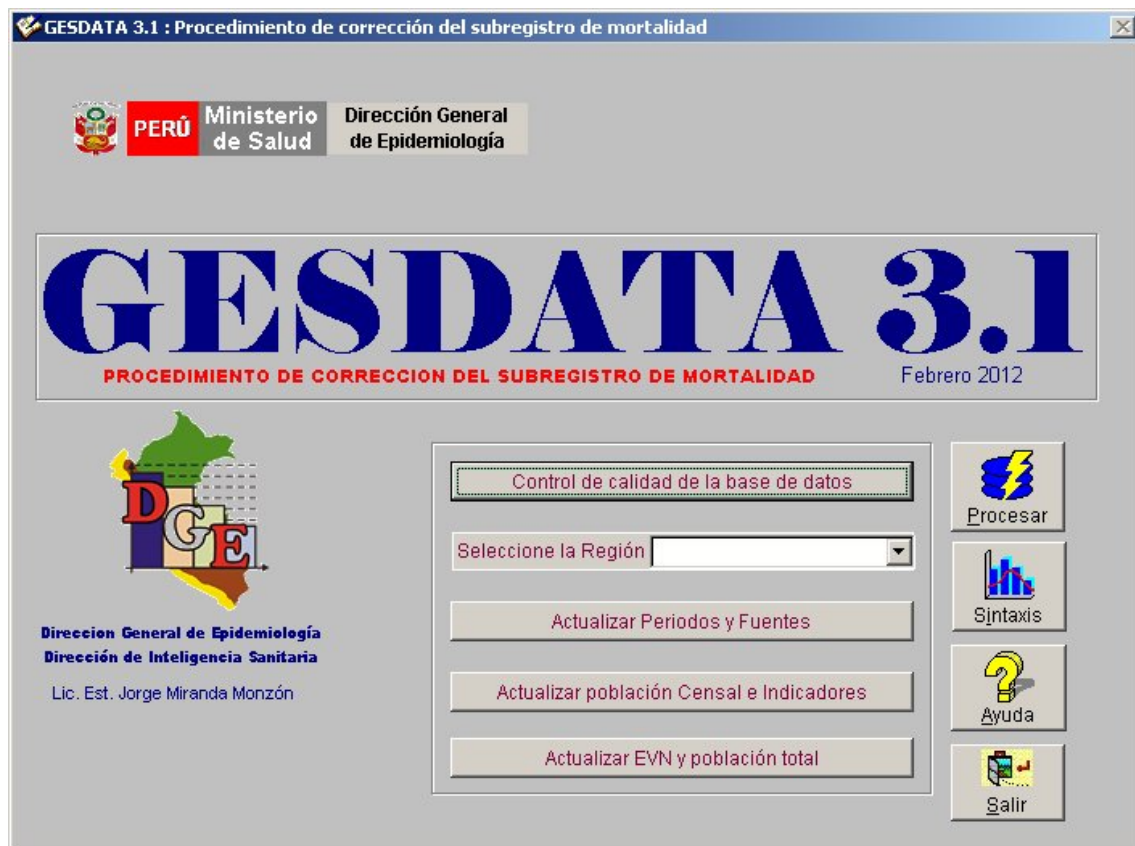 GESDATA 3.1 : Procedimiento de corrección del subregistro de mortalidad
PERÚ
Ministerio
de Salud
Dirección General
de Epidemiología
GESDATA 3.1
PROCEDIMIENTO DE CORRECCION DEL SUBREGISTRO DE MORTALIDAD
Febrero 2012
DGE
Direccion General de Epidemiología
Dirección de Inteligencia Sanitaria
Lic. Est. Jorge Miranda Monzón
Control de calidad de la base de datos
Seleccione la Región
Actualizar Periodos y Fuentes
Actualizar población Censal e Indicadores
Actualizar EVN y población total
Procesar
Sintaxis
Ayuda
Salir